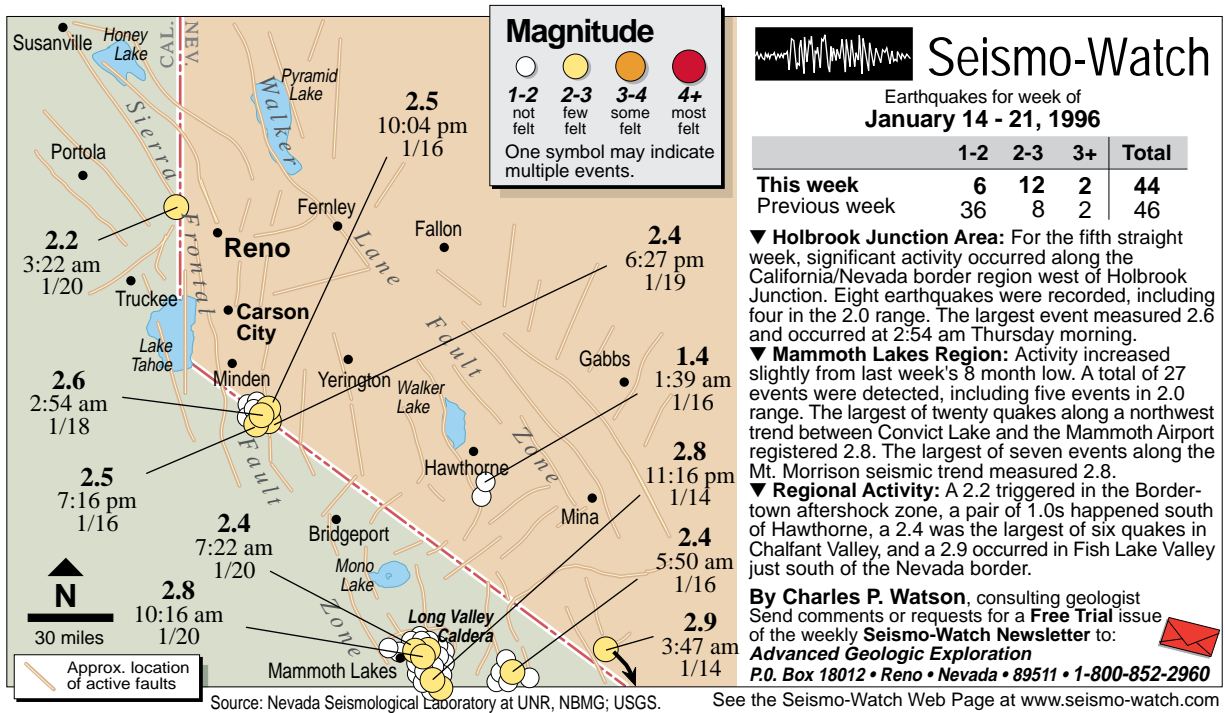 Susanville
Honey
Lake
CAL.
NEV
Pyramid
Lake
Sierra
Frontal
Fault
Zone
Walker
Lane
Fault
Zone
Portola
2.2
3:22 am
1/20
Reno
Fernley
Fallon
Truckee
Carson
City
Lake
Tahoe
Minden
Yerington
Walker
Lake
Gabbs
Hawthorne
Mina
Bridgeport
Mono
Lake
Long Valley
Caldera
Mammoth Lakes
2.5
10:04 pm
1/16
2.4
6:27 pm
1/19
2.6
2:54 am
1/18
1.4
1:39 am
1/16
2.5
7:16 pm
1/16
2.8
11:16 pm
1/14
2.4
7:22 am
1/20
2.4
5:50 am
1/16
2.8
10:16 am
1/20
2.9
3:47 am
1/14
N
30 miles
Approx. location
of active faults
Magnitude
1-2 2-3 3-4 4+
not few some most
felt felt felt felt
One symbol may indicate
multiple events.
Seismo-Watch
Earthquakes for week of
January 14 - 21, 1996
1-2 2-3 3+ Total
This week 6 12 2 44
Previous week 36 8 2 46
▼ Holbrook Junction Area: For the fifth straight
week, significant activity occurred along the
California/Nevada border region west of Holbrook
Junction. Eight earthquakes were recorded, including
four in the 2.0 range. The largest event measured 2.6
and occurred at 2:54 am Thursday morning.
▼ Mammoth Lakes Region: Activity increased
slightly from last week's 8 month low. A total of 27
events were detected, including five events in 2.0
range. The largest of twenty quakes along a northwest
trend between Convict Lake and the Mammoth Airport
registered 2.8. The largest of seven events along the
Mt. Morrison seismic trend measured 2.8.
▼ Regional Activity: A 2.2 triggered in the Border-
town aftershock zone, a pair of 1.0s happened south
of Hawthorne, a 2.4 was the largest of six quakes in
Chalfant Valley, and a 2.9 occurred in Fish Lake Valley
just south of the Nevada border.
By Charles P. Watson, consulting geologist
Send comments or requests for a Free Trial issue
of the weekly Seismo-Watch Newsletter to:
Advanced Geologic Exploration
P.0. Box 18012 • Reno • Nevada • 89511 • 1-800-852-2960
Source: Nevada Seismological Laboratory at UNR, NBMG; USGS.
See the Seismo-Watch Web Page at www.seismo-watch.com